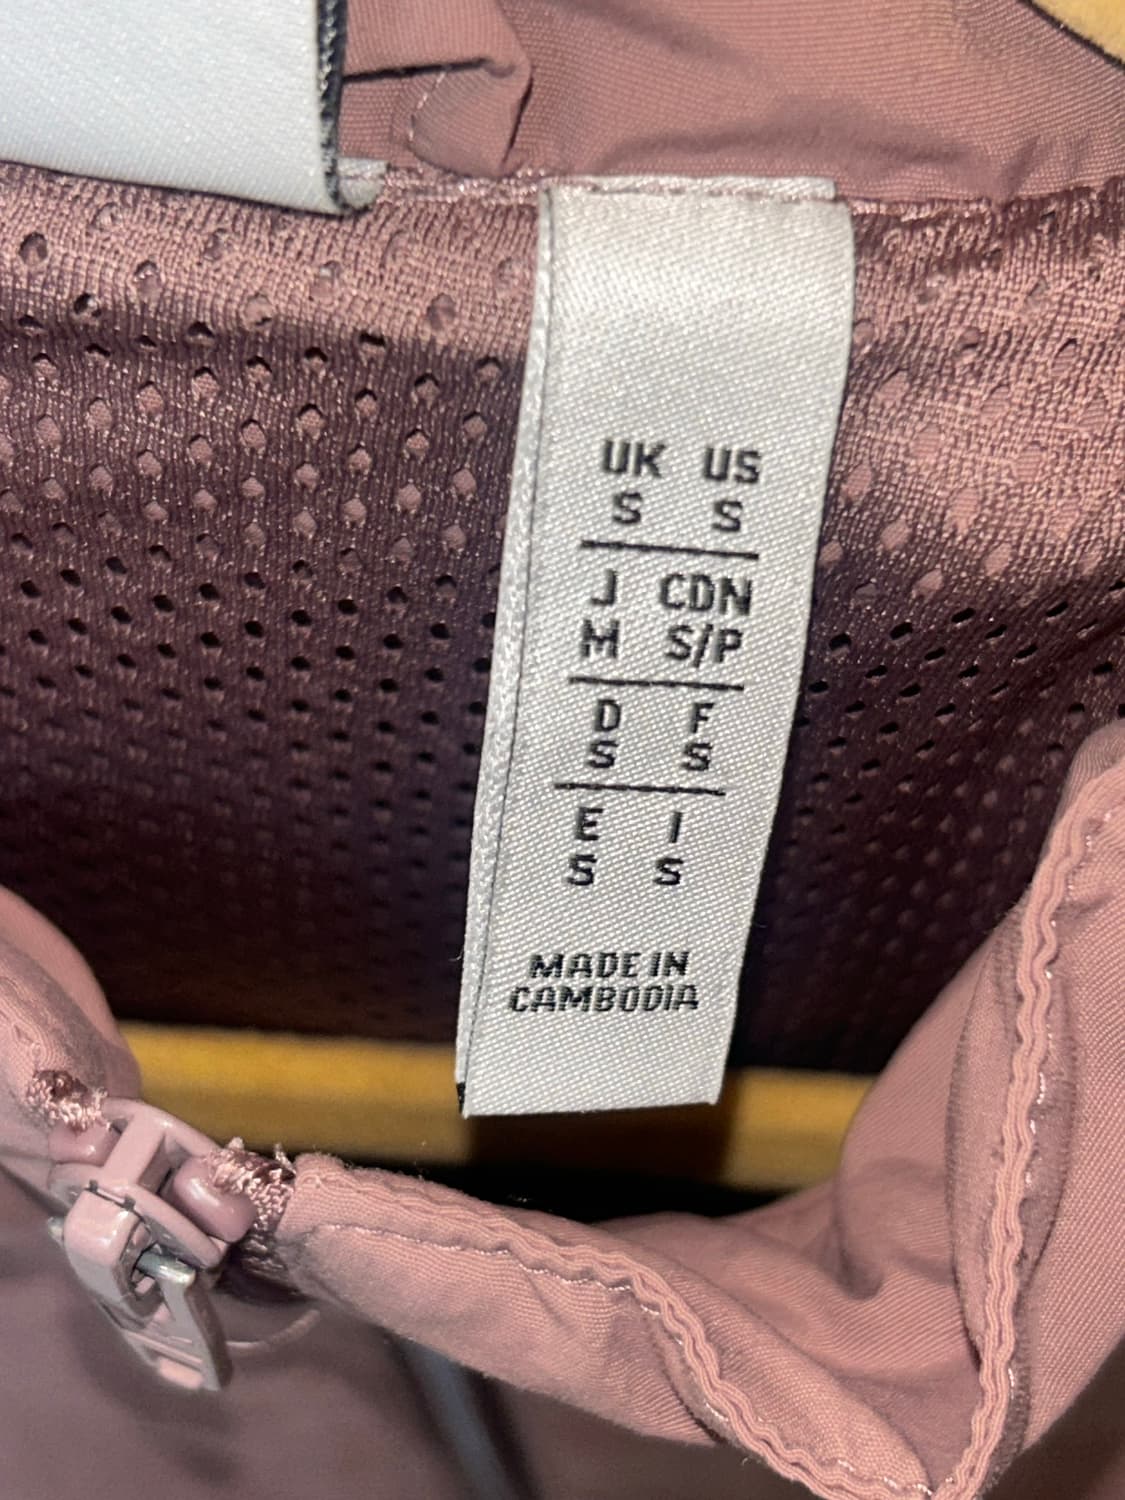 UK US
S S
J CDN
M S/P
D F
S S
E I
S S
MADE IN
CAMBODIA